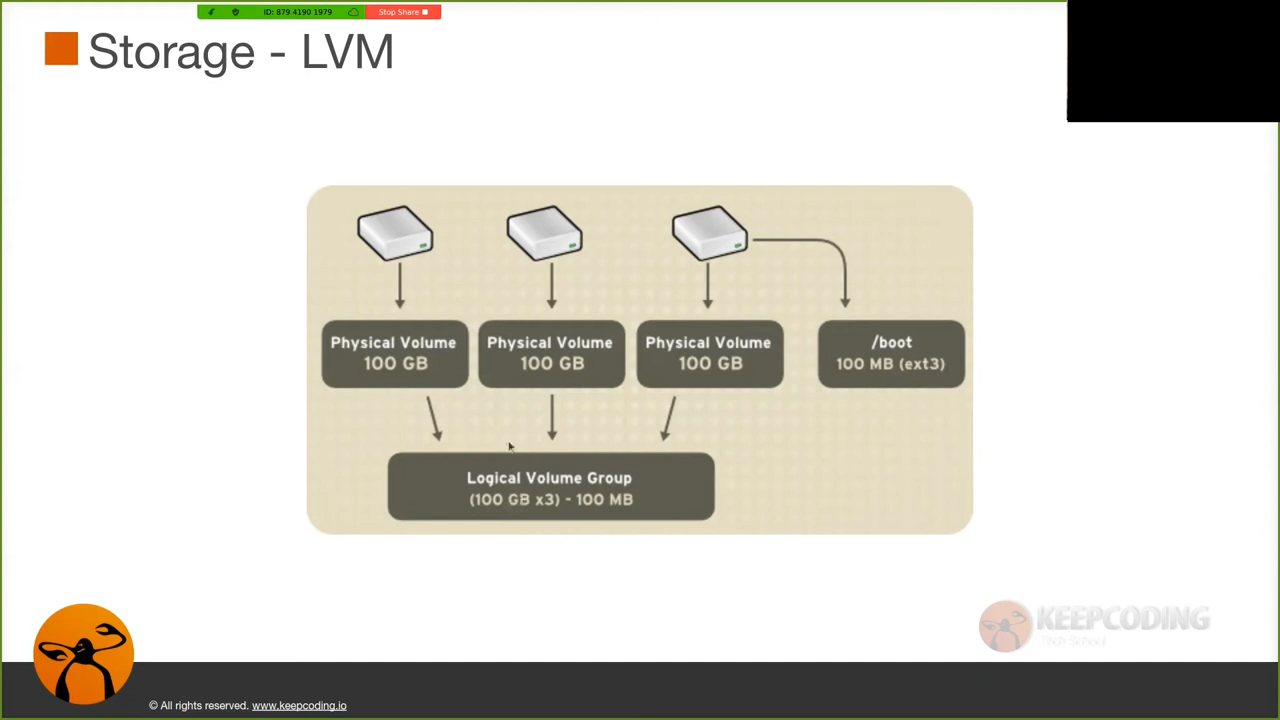 ID: 879 4190 1979
Stop Share
Storage - LVM
Physical Volume
100 GB
Physical Volume
100 GB
Physical Volume
100 GB
/boot
100 MB (ext3)
Logical Volume Group
(100 GB x3) - 100 MB
KEEPCODING
Tech School
© All rights reserved. www.keepcoding.io